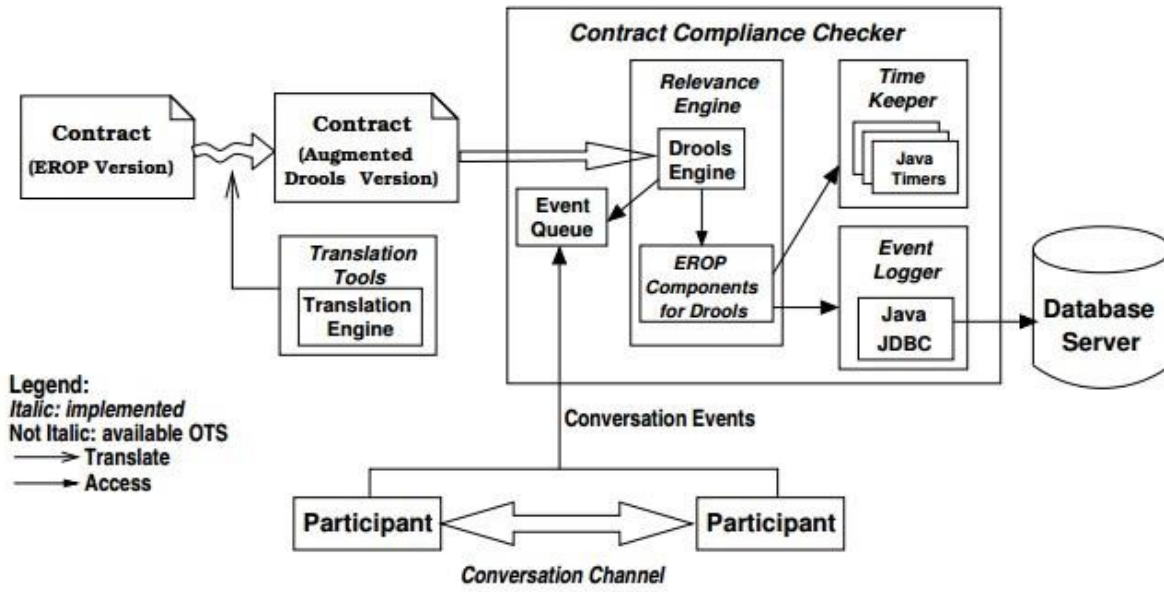 Contract Compliance Checker
Contract
(EROP Version)
Contract
(Augmented
Drools Version)
Relevance
Engine
Drools
Engine
Event
Queue
EROP
Components
for Drools
Time
Keeper
Java
Timers
Event
Logger
Java
JDBC
Database
Server
Translation
Tools
Translation
Engine
Legend:
Italic: implemented
Not Italic: available OTS
Translate
Access
Conversation Events
Participant
Participant
Conversation Channel